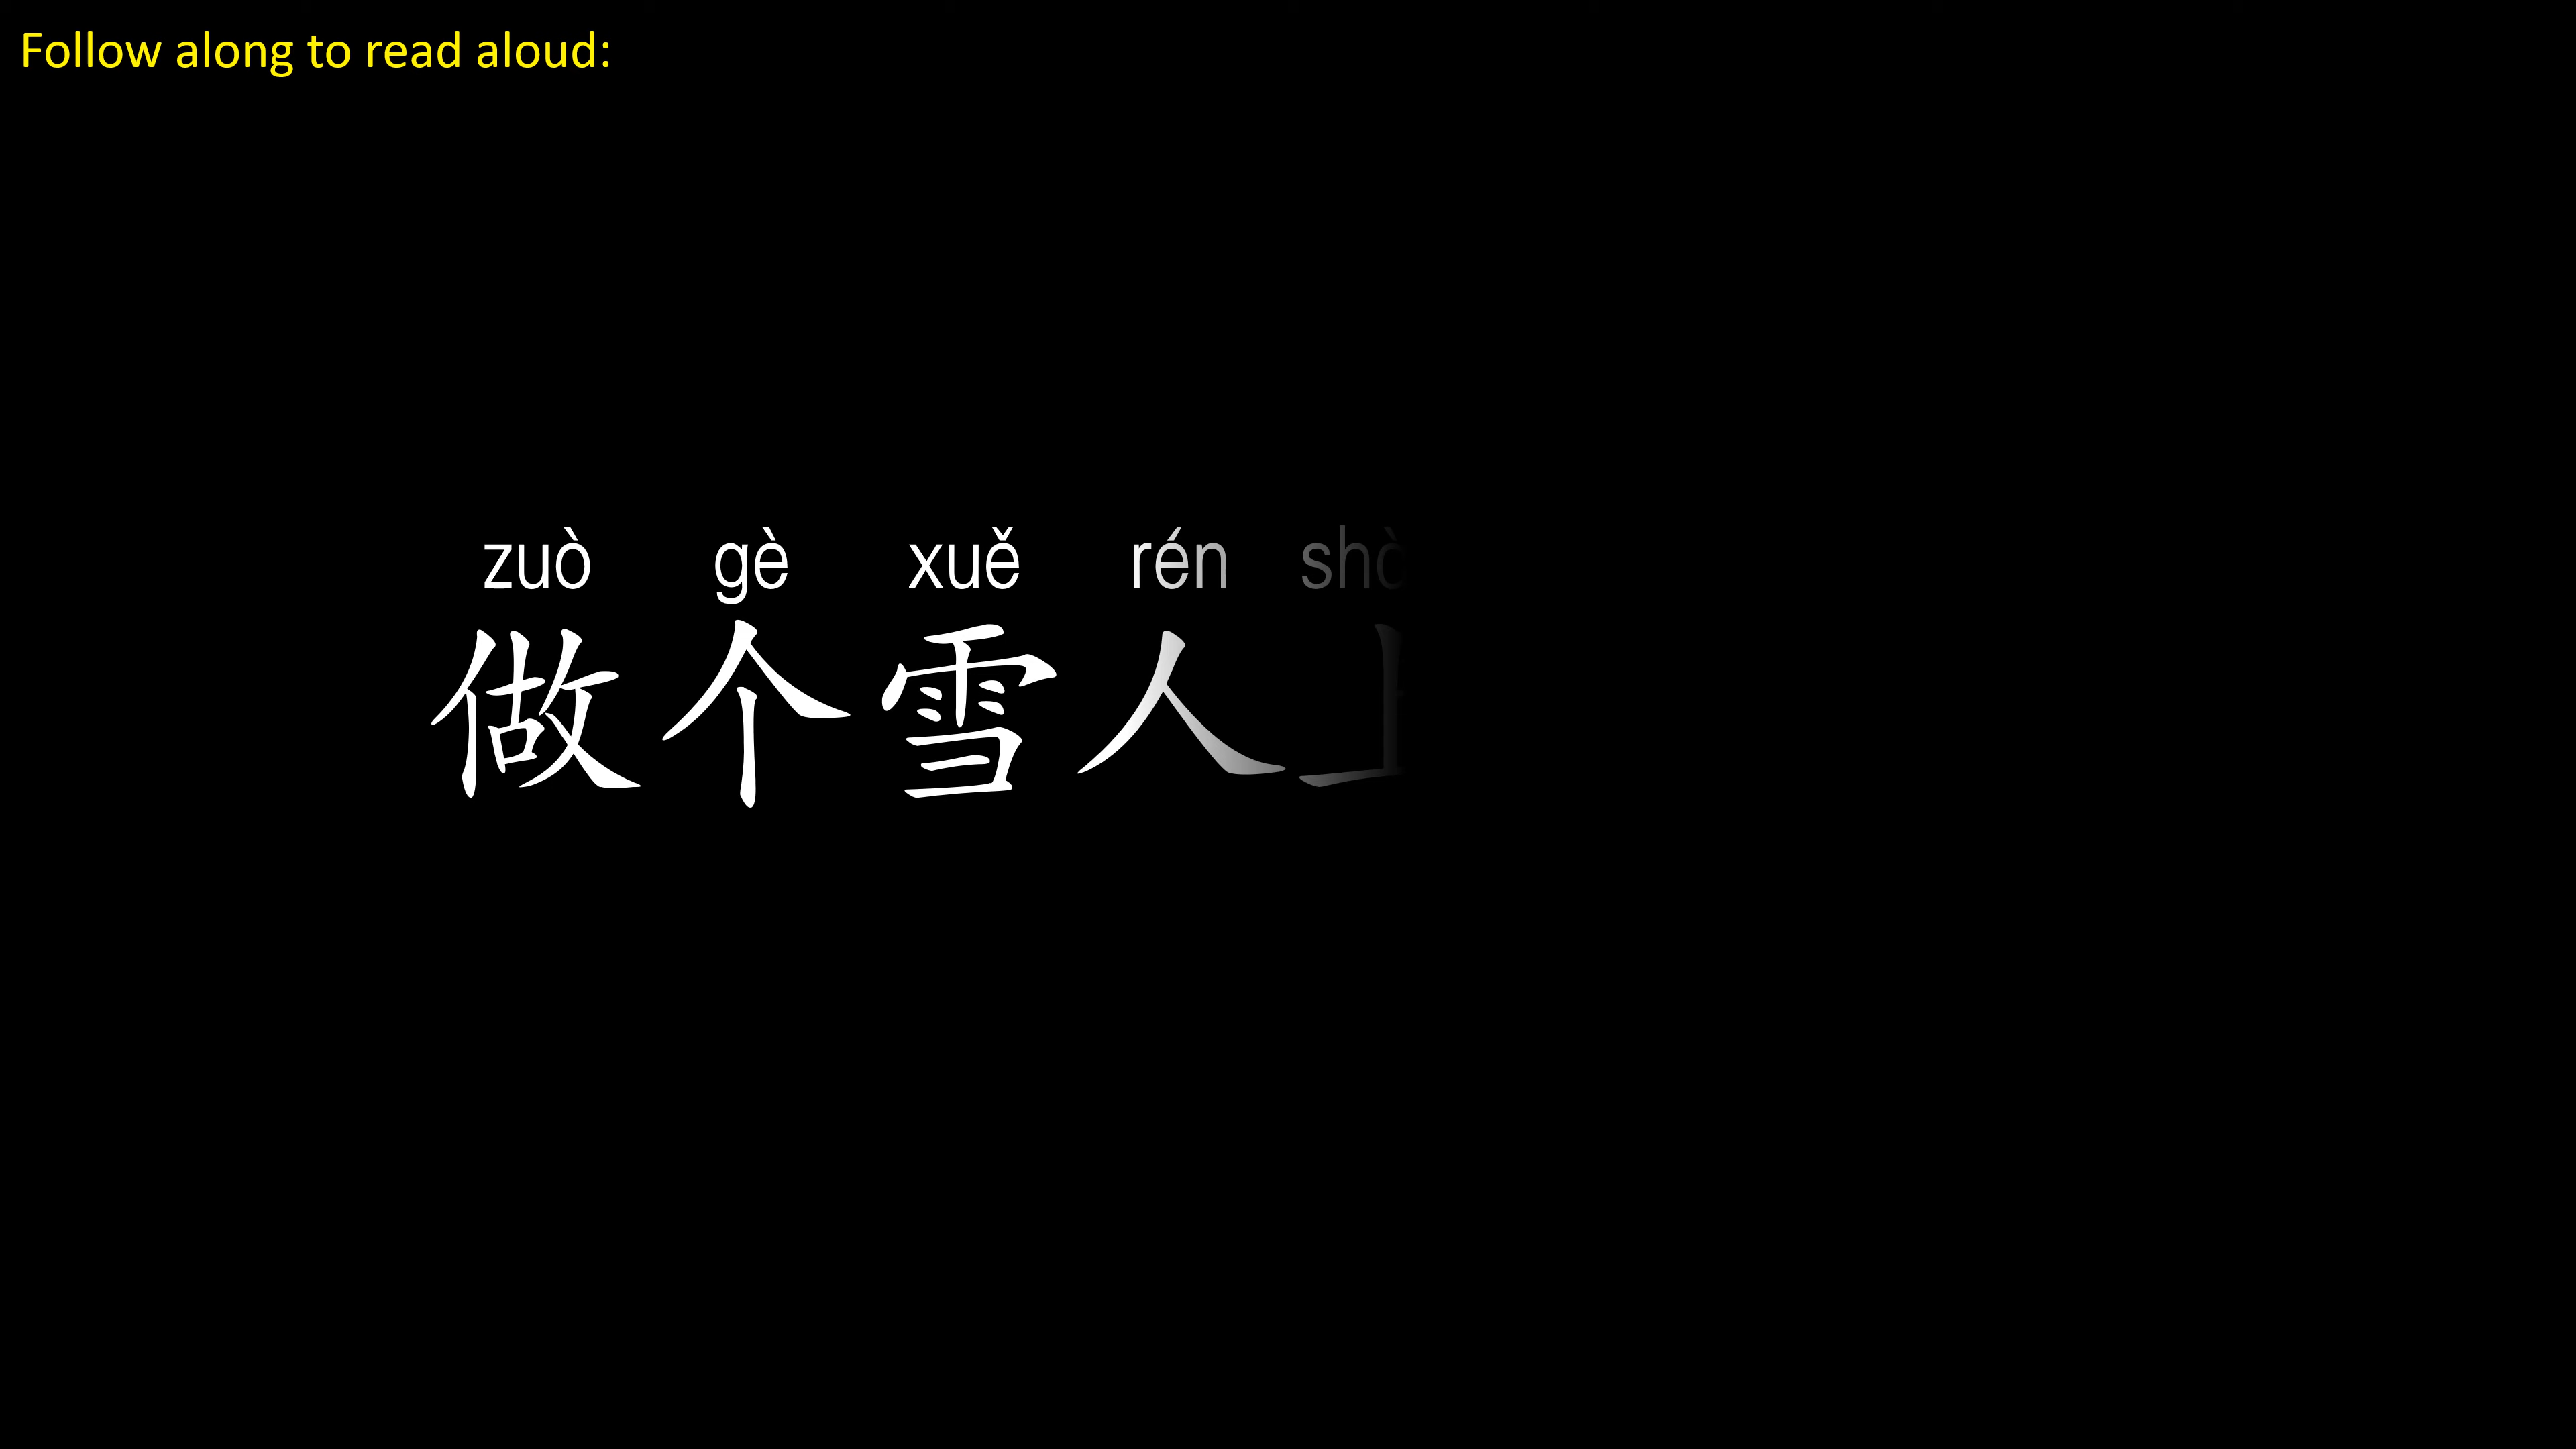 Follow along to read aloud:
zuò gè xuě rén
做个雪人